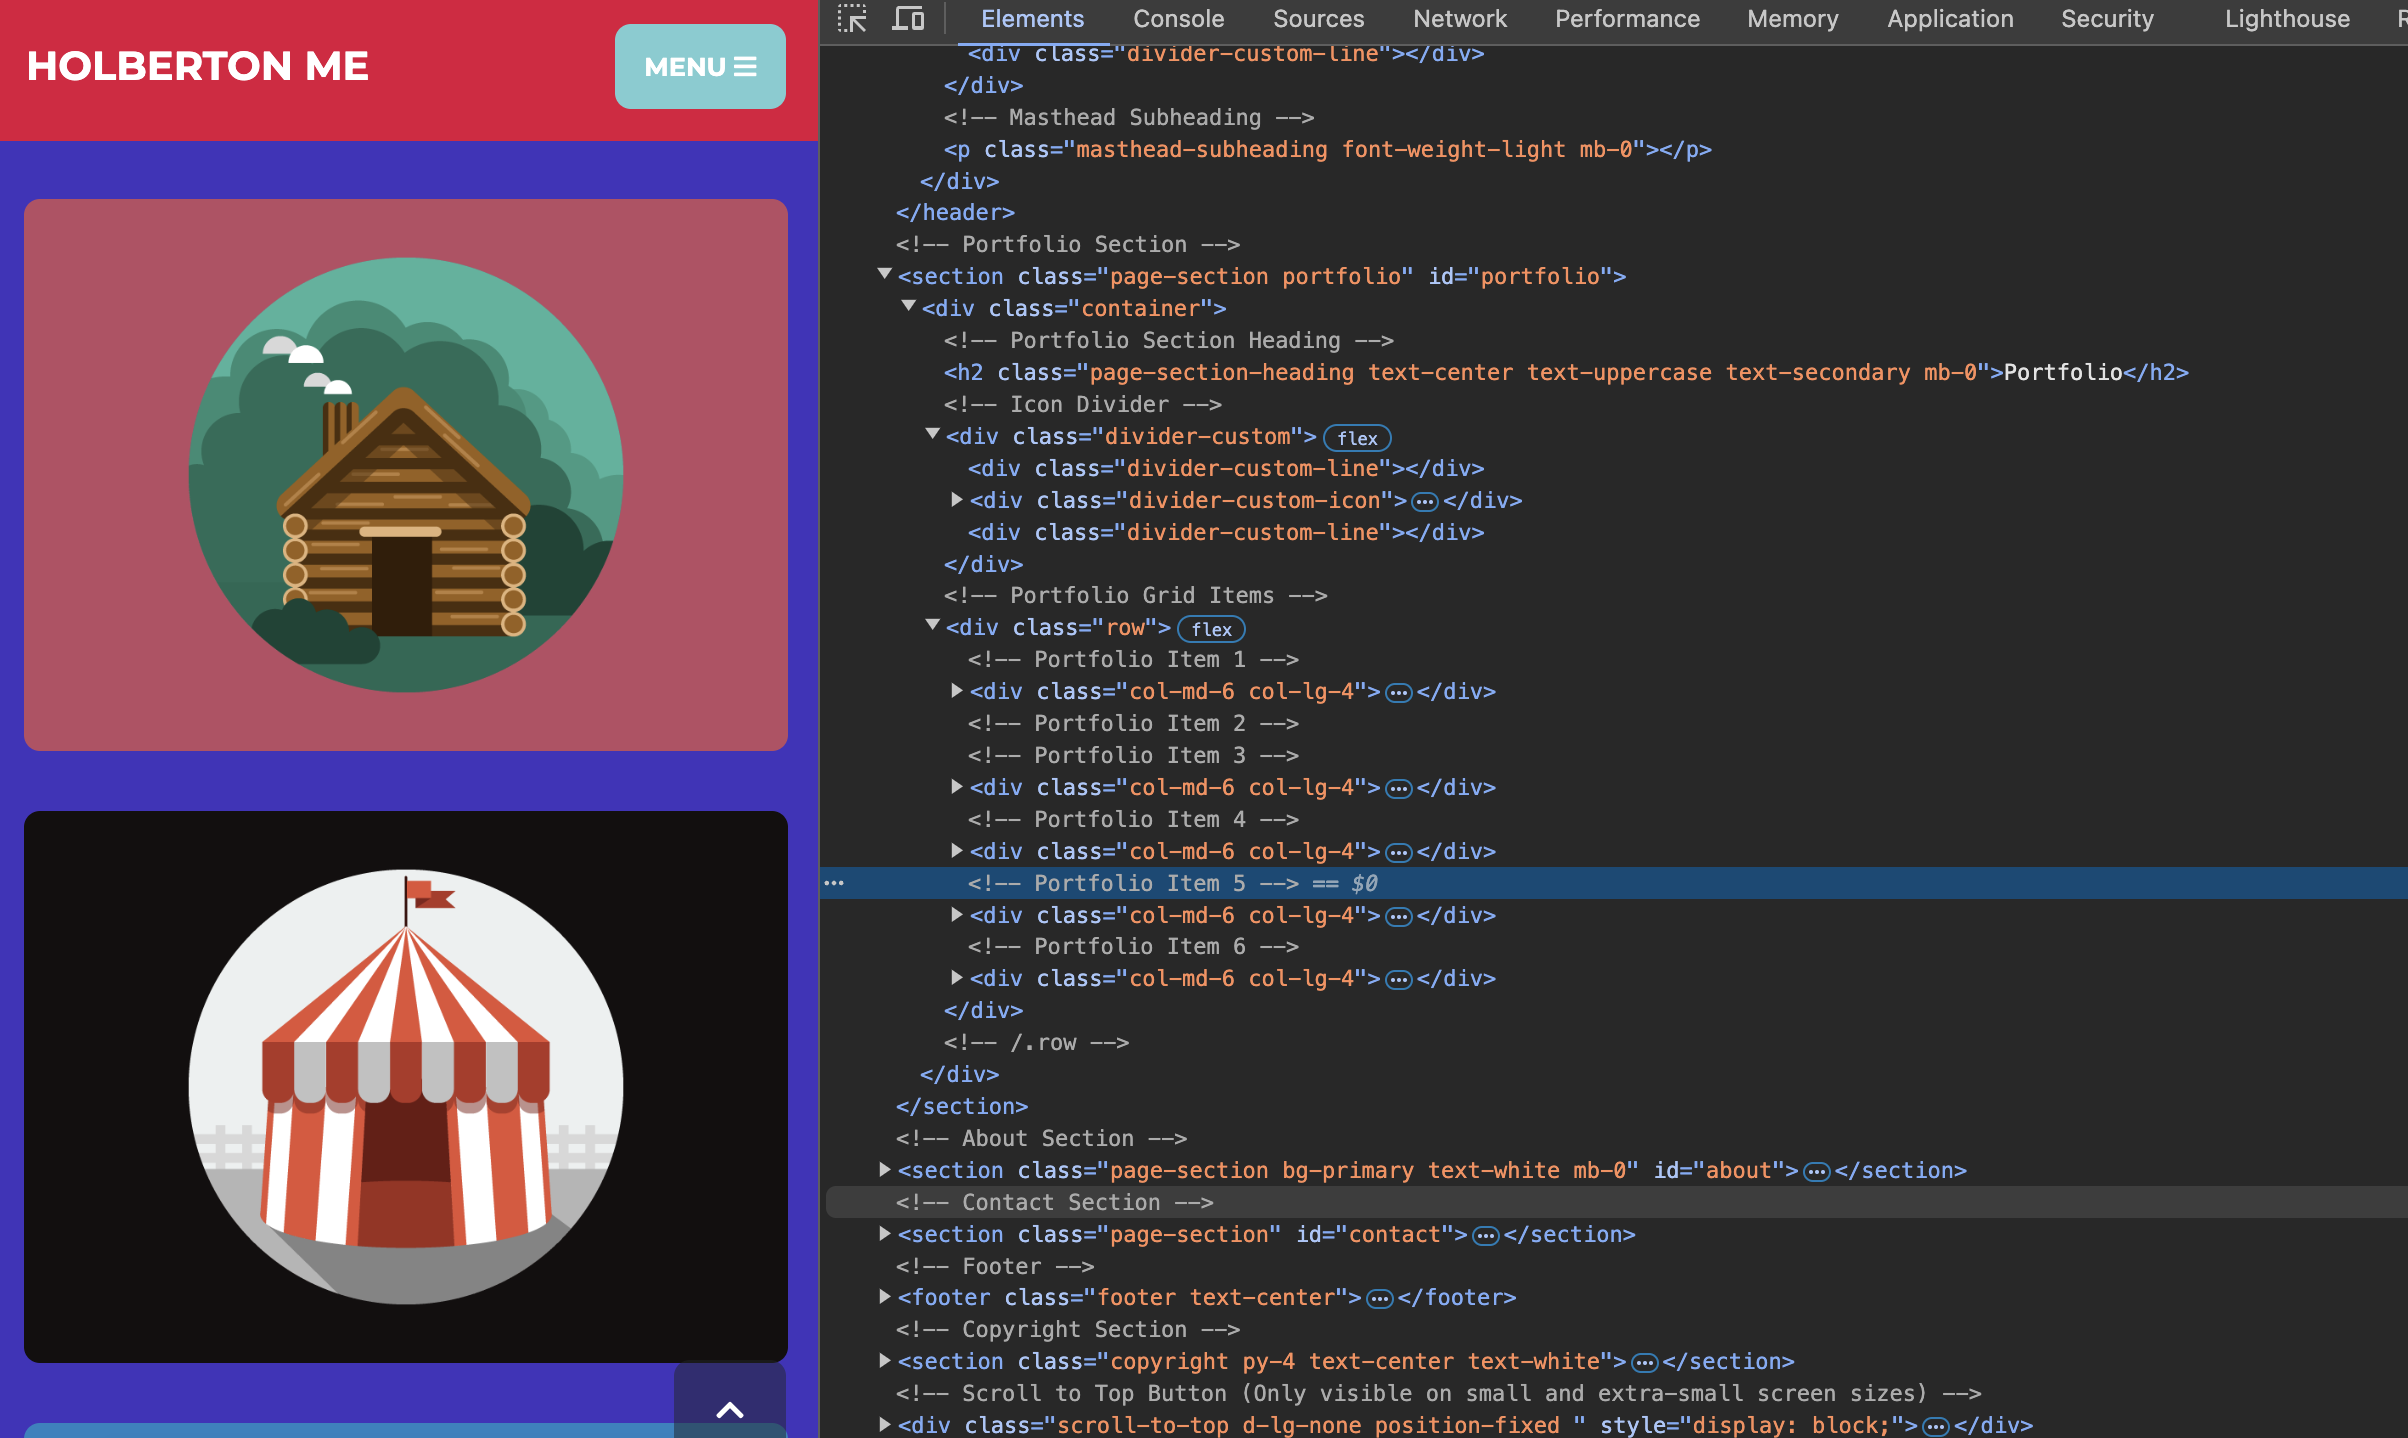 HOLBERTON ME
MENU
Elements Console Sources Network Performance Memory Application Security Lighthouse
<div class="divider-custom-line"></div>
</div>
<!-- Masthead Subheading -->
<p class="masthead-subheading font-weight-light mb-0"></p>
</div>
</header>
<!-- Portfolio Section -->
<section class="page-section portfolio" id="portfolio">
<div class="container">
<!-- Portfolio Section Heading -->
<h2 class="page-section-heading text-center text-uppercase text-secondary mb-0">Portfolio</h2>
<!-- Icon Divider -->
<div class="divider-custom"> flex
<div class="divider-custom-line"></div>
<div class="divider-custom-icon">…</div>
<div class="divider-custom-line"></div>
</div>
<!-- Portfolio Grid Items -->
<div class="row"> flex
<!-- Portfolio Item 1 -->
<div class="col-md-6 col-lg-4">…</div>
<!-- Portfolio Item 2 -->
<!-- Portfolio Item 3 -->
<div class="col-md-6 col-lg-4">…</div>
<!-- Portfolio Item 4 -->
<div class="col-md-6 col-lg-4">…</div>
<!-- Portfolio Item 5 --> == $0
<div class="col-md-6 col-lg-4">…</div>
<!-- Portfolio Item 6 -->
<div class="col-md-6 col-lg-4">…</div>
</div>
<!-- /.row -->
</div>
</section>
<!-- About Section -->
<section class="page-section bg-primary text-white mb-0" id="about">…</section>
<!-- Contact Section -->
<section class="page-section" id="contact">…</section>
<!-- Footer -->
<footer class="footer text-center">…</footer>
<!-- Copyright Section -->
<section class="copyright py-4 text-center text-white">…</section>
<!-- Scroll to Top Button (Only visible on small and extra-small screen sizes) -->
<div class="scroll-to-top d-lg-none position-fixed " style="display: block;">…</div>